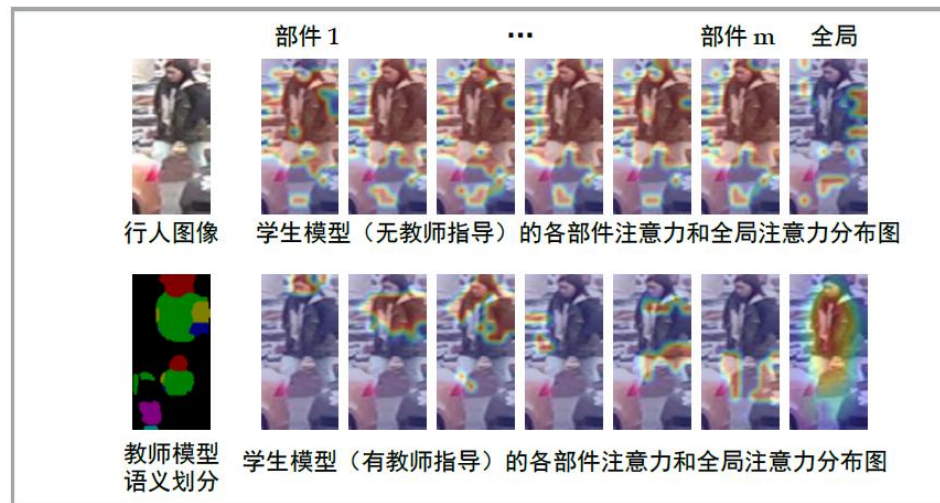 部件 1 ··· 部件 m 全局
行人图像 学生模型（无教师指导）的各部件注意力和全局注意力分布图
教师模型
语义划分 学生模型（有教师指导）的各部件注意力和全局注意力分布图